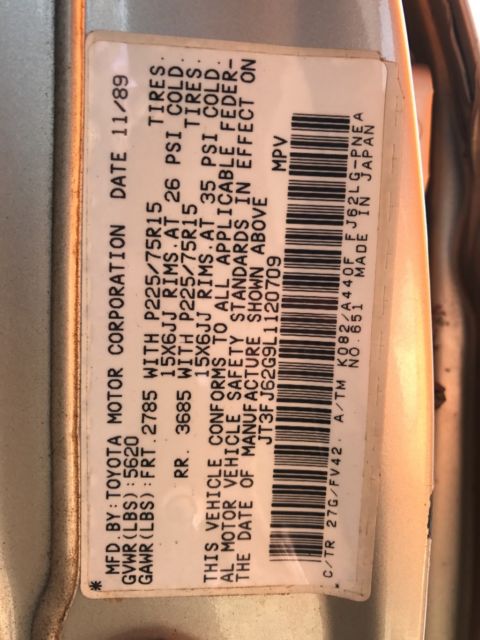 MFD.BY:TOYOTA MOTOR CORPORATION DATE 11/89
GVWR(LBS):5620
GAWR(LBS):FRT. 2785 WITH P225/75R15 TIRES.
15X6JJ RIMS.AT 26 PSI COLD
RR. 3685 WITH P225/75R15 TIRES.
15X6JJ RIMS.AT 35 PSI COLD.
THIS VEHICLE CONFORMS TO ALL APPLICABLE FEDER-
AL MOTOR VEHICLE SAFETY STANDARDS IN EFFECT ON
THE DATE OF MANUFACTURE SHOWN ABOVE
JT3FJ62G9L1120709 MPV
C/TR 27G/FV42. A/TM K082/A440F FJ62LG-PNEA
NO.651 MADE IN JAPAN